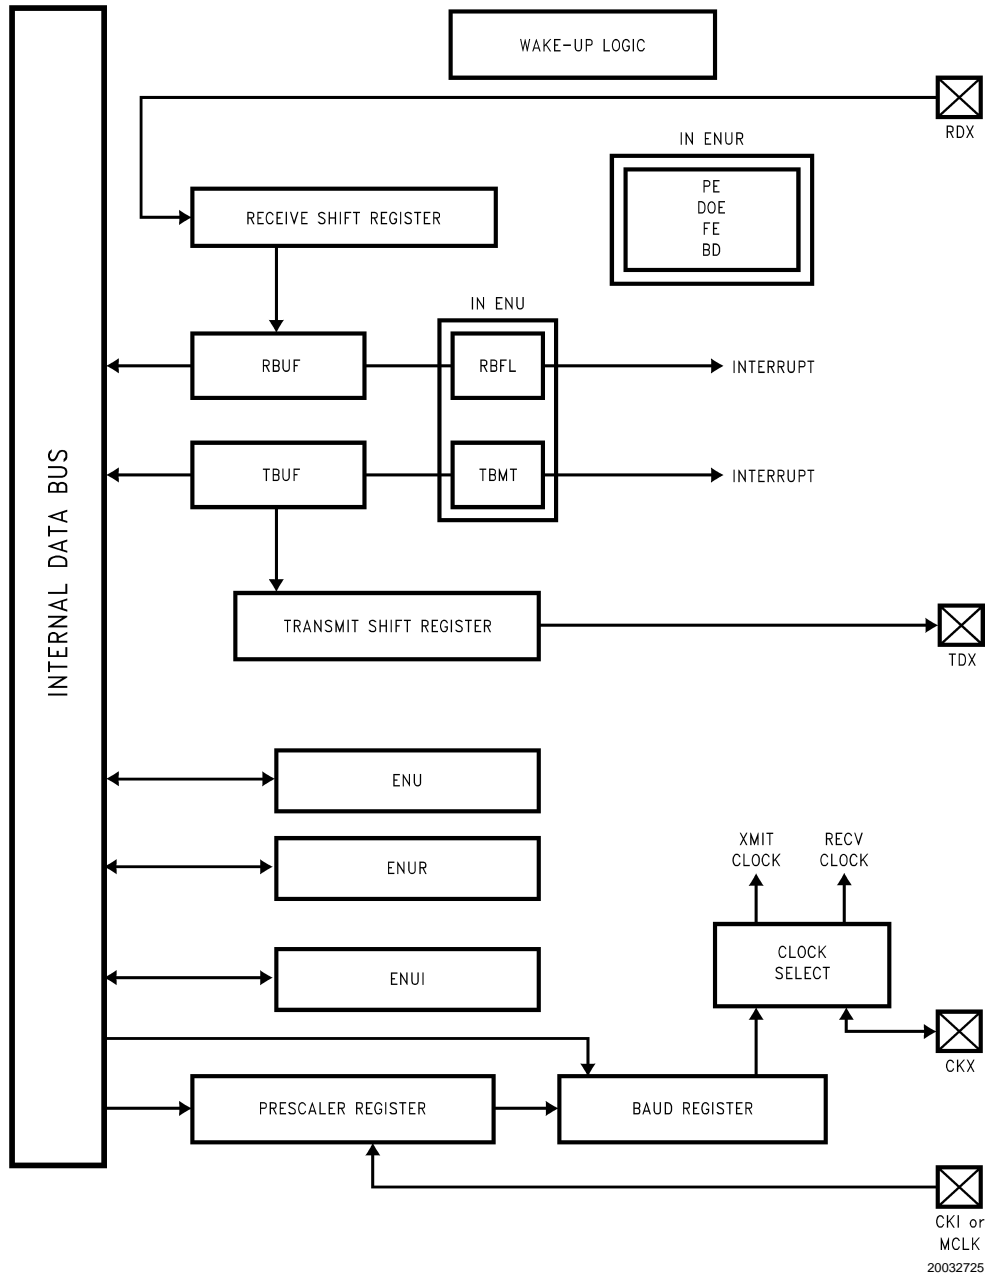 WAKE-UP LOGIC
RDX
IN ENUR
PE
DOE
FE
BD
RECEIVE SHIFT REGISTER
IN ENU
RBUF
RBFL
INTERRUPT
TBUF
TBMT
INTERRUPT
INTERNAL DATA BUS
TRANSMIT SHIFT REGISTER
TDX
ENU
ENUR
XMIT
CLOCK
RECV
CLOCK
CLOCK
SELECT
ENUI
CKX
PRESCALER REGISTER
BAUD REGISTER
CKI or
MCLK
20032725